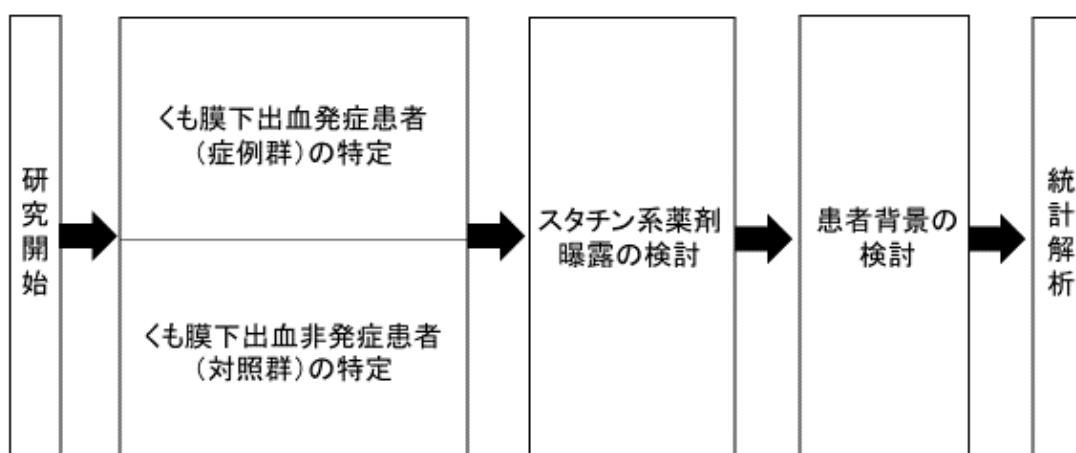 研究開始
くも膜下出血発症患者
（症例群）の特定
くも膜下出血非発症患者
（対照群）の特定
スタチン系薬剤
曝露の検討
患者背景の
検討
統計解析